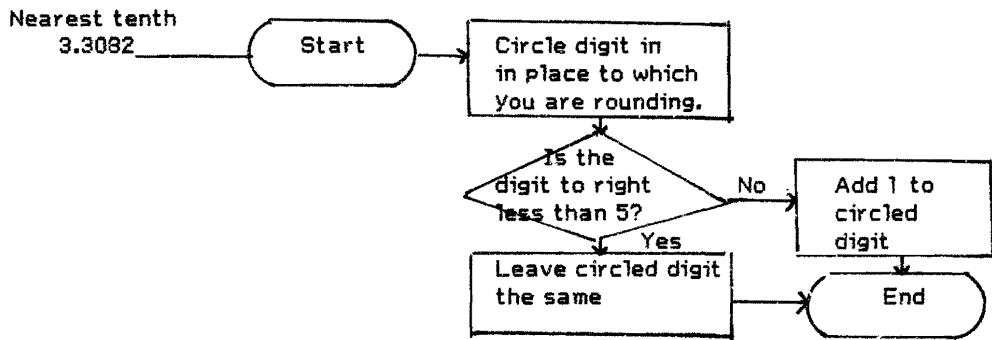 Nearest tenth
3.3082
Start
Circle digit in
in place to which
you are rounding.
Is the
digit to right
less than 5?
No
Add 1 to
circled
digit
Yes
Leave circled digit
the same
End